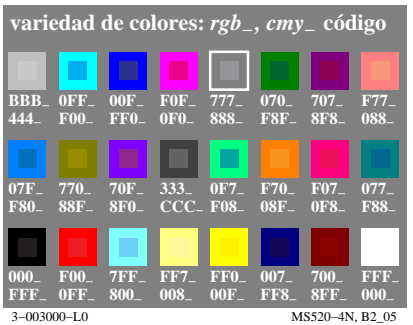 variedad de colores: rgb_, cmy_ código
BBB_ 0FF_ 00F_ F0F_ 777_ 070_ 707_ F77_
444_ F00_ FF0_ 0F0_ 888_ F8F_ 8F8_ 088_
07F_ 770_ 70F_ 333_ 0F7_ F70_ F07_ 077_
F80_ 88F_ 8F0_ CCC_ F08_ 08F_ 0F8_ F88_
000_ F00_ 7FF_ FF7_ FF0_ 007_ 700_ FFF_
FFF_ 0FF_ 800_ 008_ 00F_ FF8_ 8FF_ 000_
3-003000-L0 MS520-4N, B2_05